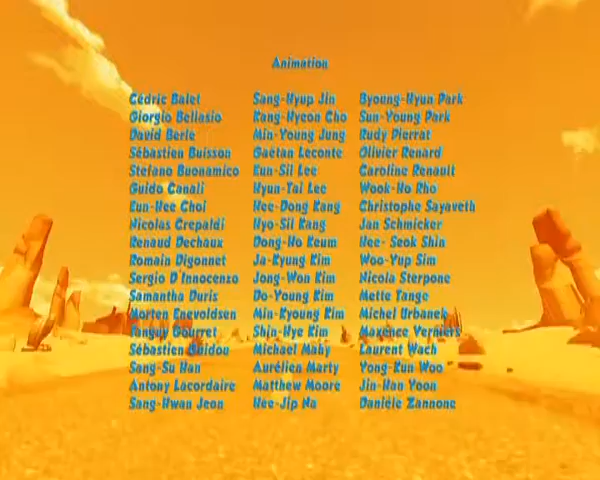 Animation
Cédric Balet Sang-Hyup Jin Byoung-Hyun Park
Giorgio Bellasio Kang-Hyeon Cho Sun-Young Park
David Berle Min-Young Jung Rudy Pierrat
Sébastien Buisson Gaëtan Leconte Olivier Renard
Stefano Buonamico Eun-Sil Lee Caroline Renault
Guido Canali Hyun-Tai Lee Wook-Ho Rho
Eun-Hee Choi Hee-Dong Kang Christophe Sayaveth
Nicolas Crepaldi Hyo-Sil Kang Jan Schmicker
Renaud Dechaux Dong-Ho Keum Hee- Seok Shin
Romain Digonnet Ja-Kyung Kim Woo-Yup Sim
Sergio D'Innocenzo Jong-Won Kim Nicola Sterpone
Samantha Duris Do-Young Kim Mette Tange
Morten Enevoldsen Min-Kyoung Kim Michel Urbanek
Tanguy Gourret Shin-Hye Kim Maxence Verniers
Sébastien Guidou Michael Mahy Laurent Wach
Sang-Su Han Aurélien Marty Yong-Kun Woo
Antony Lacordaire Matthew Moore Jin-Han Yoon
Sang-Hwan Jeon Hee-Jip Na Danièle Zannone